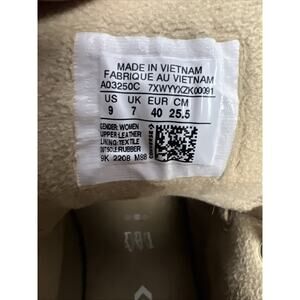 MADE IN VIETNAM
FABRIQUE AU VIETNAM
A03250C 7XWYYXZK00091
US UK EUR CM
9 7 40 25.5
GENDER: WOMEN
UPPER: LEATHER
LINING: TEXTILE
OUTSOLE: RUBBER
9K 2208 M38